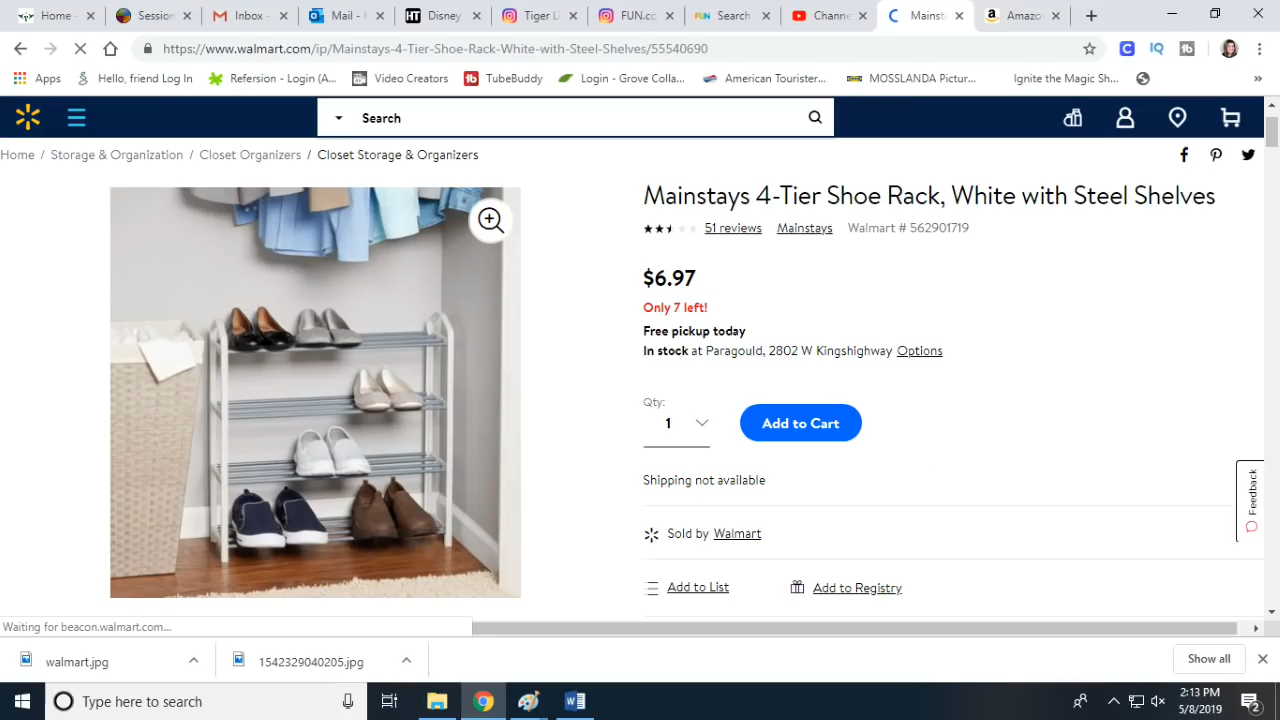 Home -
Session
Inbox -
Mail - K
HT Disney
Tiger Li
FUN.co
FUN Search
Channe
Mainsta
a Amazo
https://www.walmart.com/ip/Mainstays-4-Tier-Shoe-Rack-White-with-Steel-Shelves/55540690
Apps Hello, friend Log In Refersion - Login (A... Video Creators tb TubeBuddy Login - Grove Colla... American Tourister... MOSSLANDA Pictur... Ignite the Magic Sh... »
Search
Home / Storage & Organization / Closet Organizers / Closet Storage & Organizers
Mainstays 4-Tier Shoe Rack, White with Steel Shelves
51 reviews Mainstays Walmart # 562901719
$6.97
Only 7 left!
Free pickup today
In stock at Paragould, 2802 W Kingshighway Options
Qty:
1
Add to Cart
Shipping not available
Feedback
Sold by Walmart
Add to List
Add to Registry
Waiting for beacon.walmart.com...
walmart.jpg
1542329040205.jpg
Show all
Type here to search
2:13 PM
5/8/2019
2